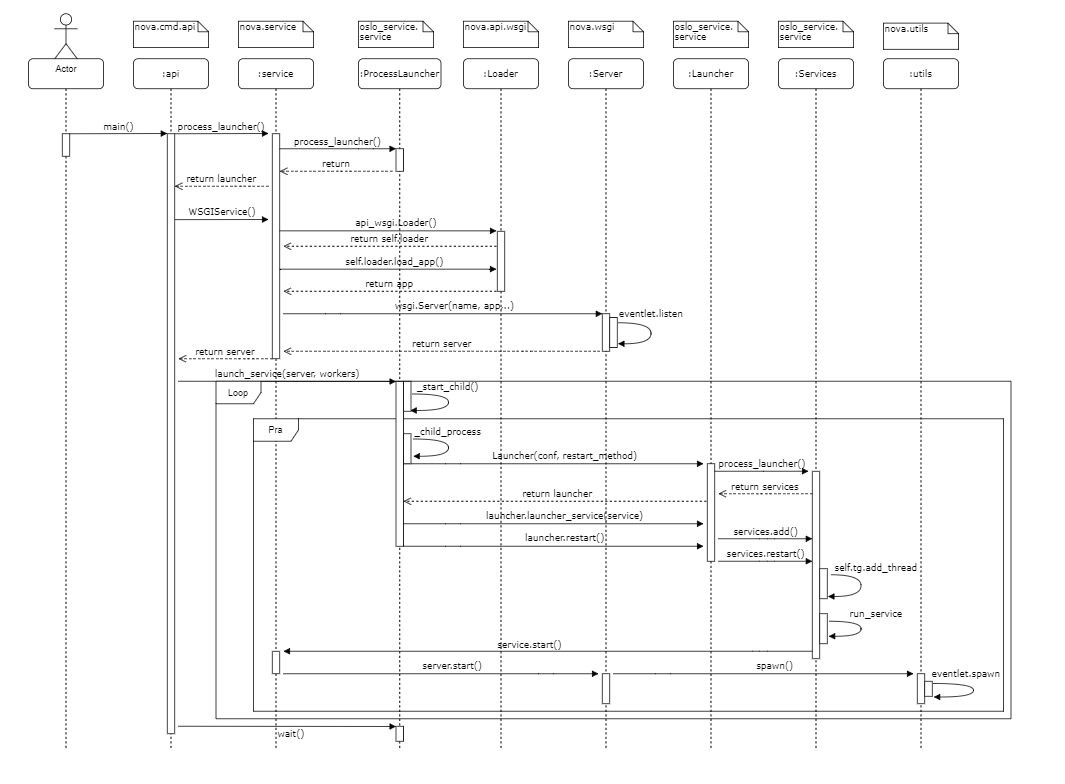 nova.cmd.api
nova.service
oslo_service.
service
nova.api.wsgi
nova.wsgi
oslo_service.
service
oslo_service.
service
nova.utils
Actor
:api
:service
:ProcessLauncher
:Loader
:Server
:Launcher
:Services
:utils
main()
process_launcher()
process_launcher()
return
return launcher
WSGIService()
api_wsgi.Loader()
return self.loader
self.loader.load_app()
return app
wsgi.Server(name, app...)
eventlet.listen
return server
return server
launch_service(server, workers)
Loop
_start_child()
Pra
_child_process
Launcher(conf, restart_method)
process_launcher()
return services
return launcher
lauhcher.launcher_service(service)
services.add()
launcher.restart()
services.restart()
self.tg.add_thread
run_service
service.start()
server.start()
spawn()
eventlet.spawn
wait()